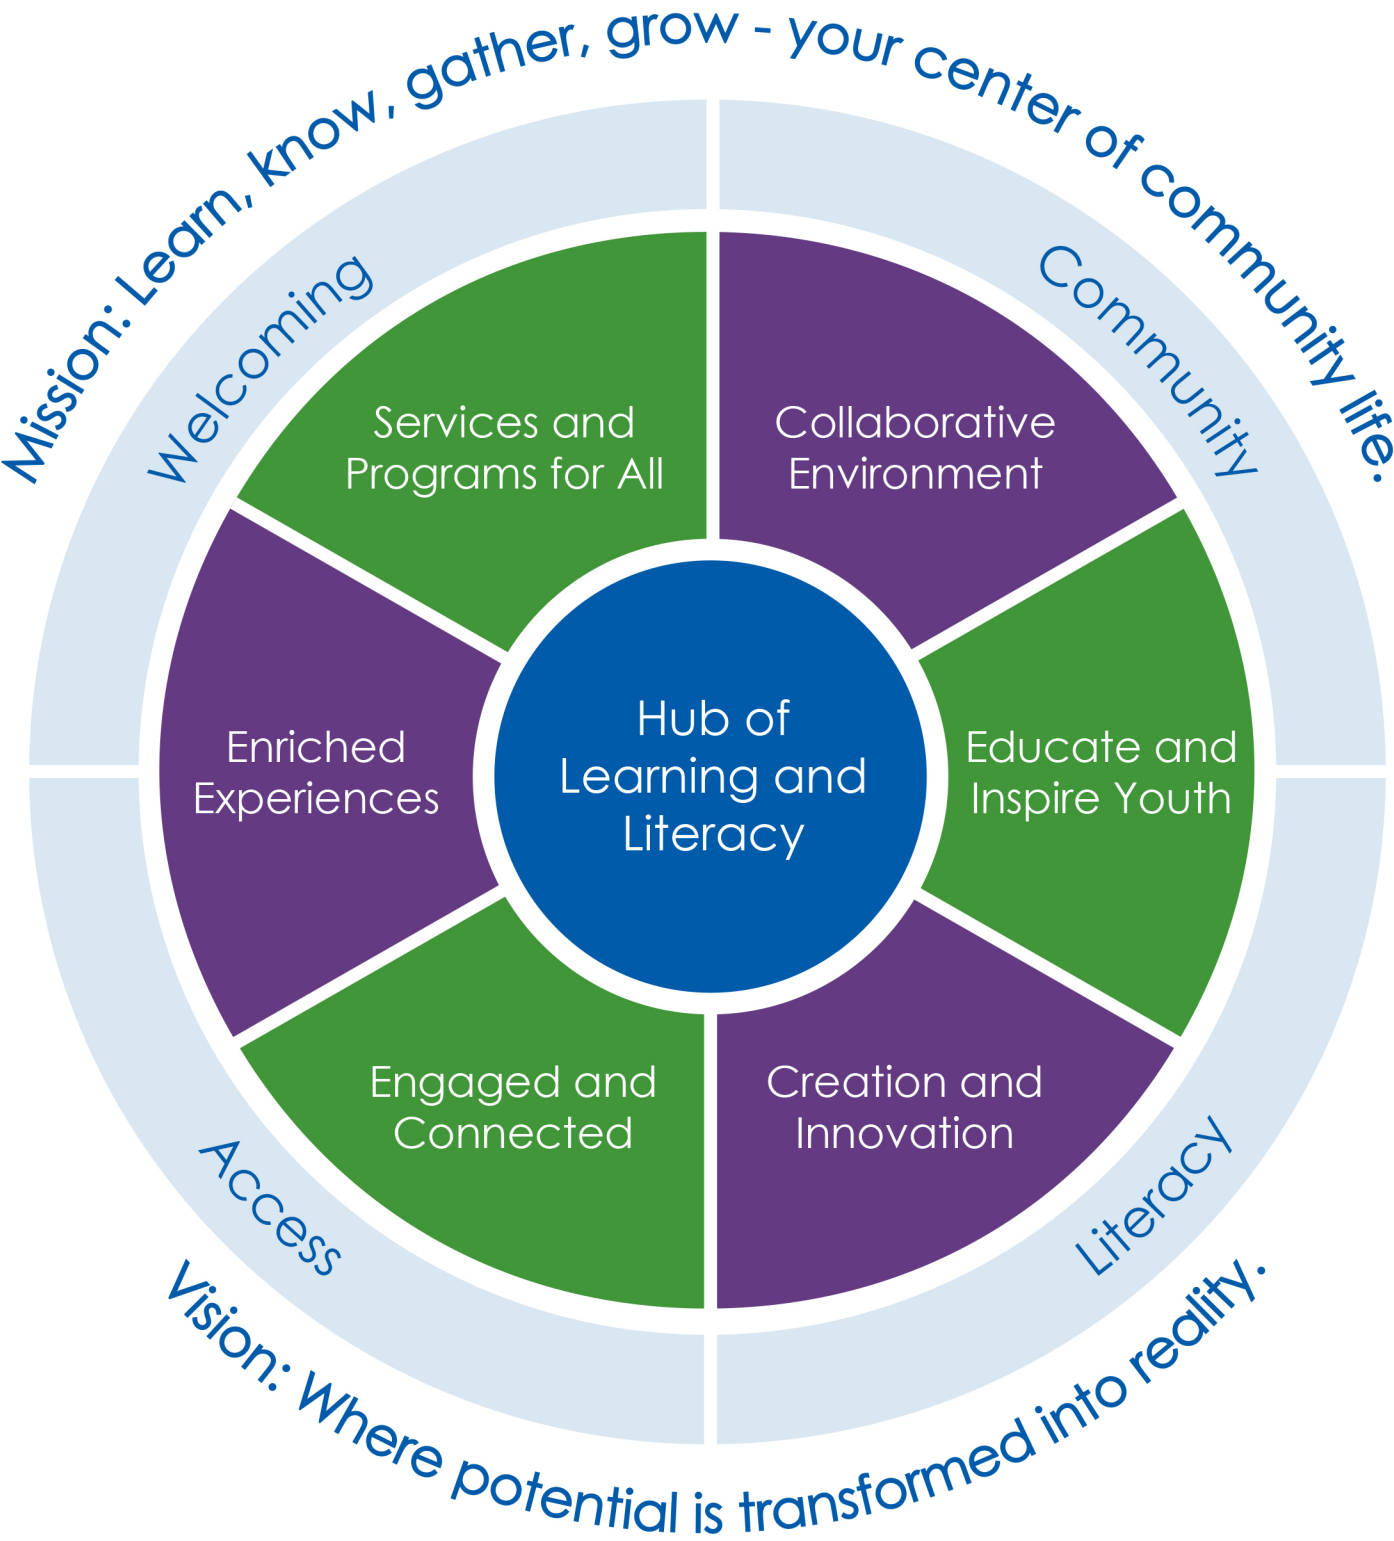 Mission: Learn, know, gather, grow - your center of community life.
Welcoming
Community
Services and
Programs for All
Collaborative
Environment
Enriched
Experiences
Hub of
Learning and
Literacy
Educate and
Inspire Youth
Engaged and
Connected
Creation and
Innovation
Access
Literacy
Vision: Where potential is transformed into reality.